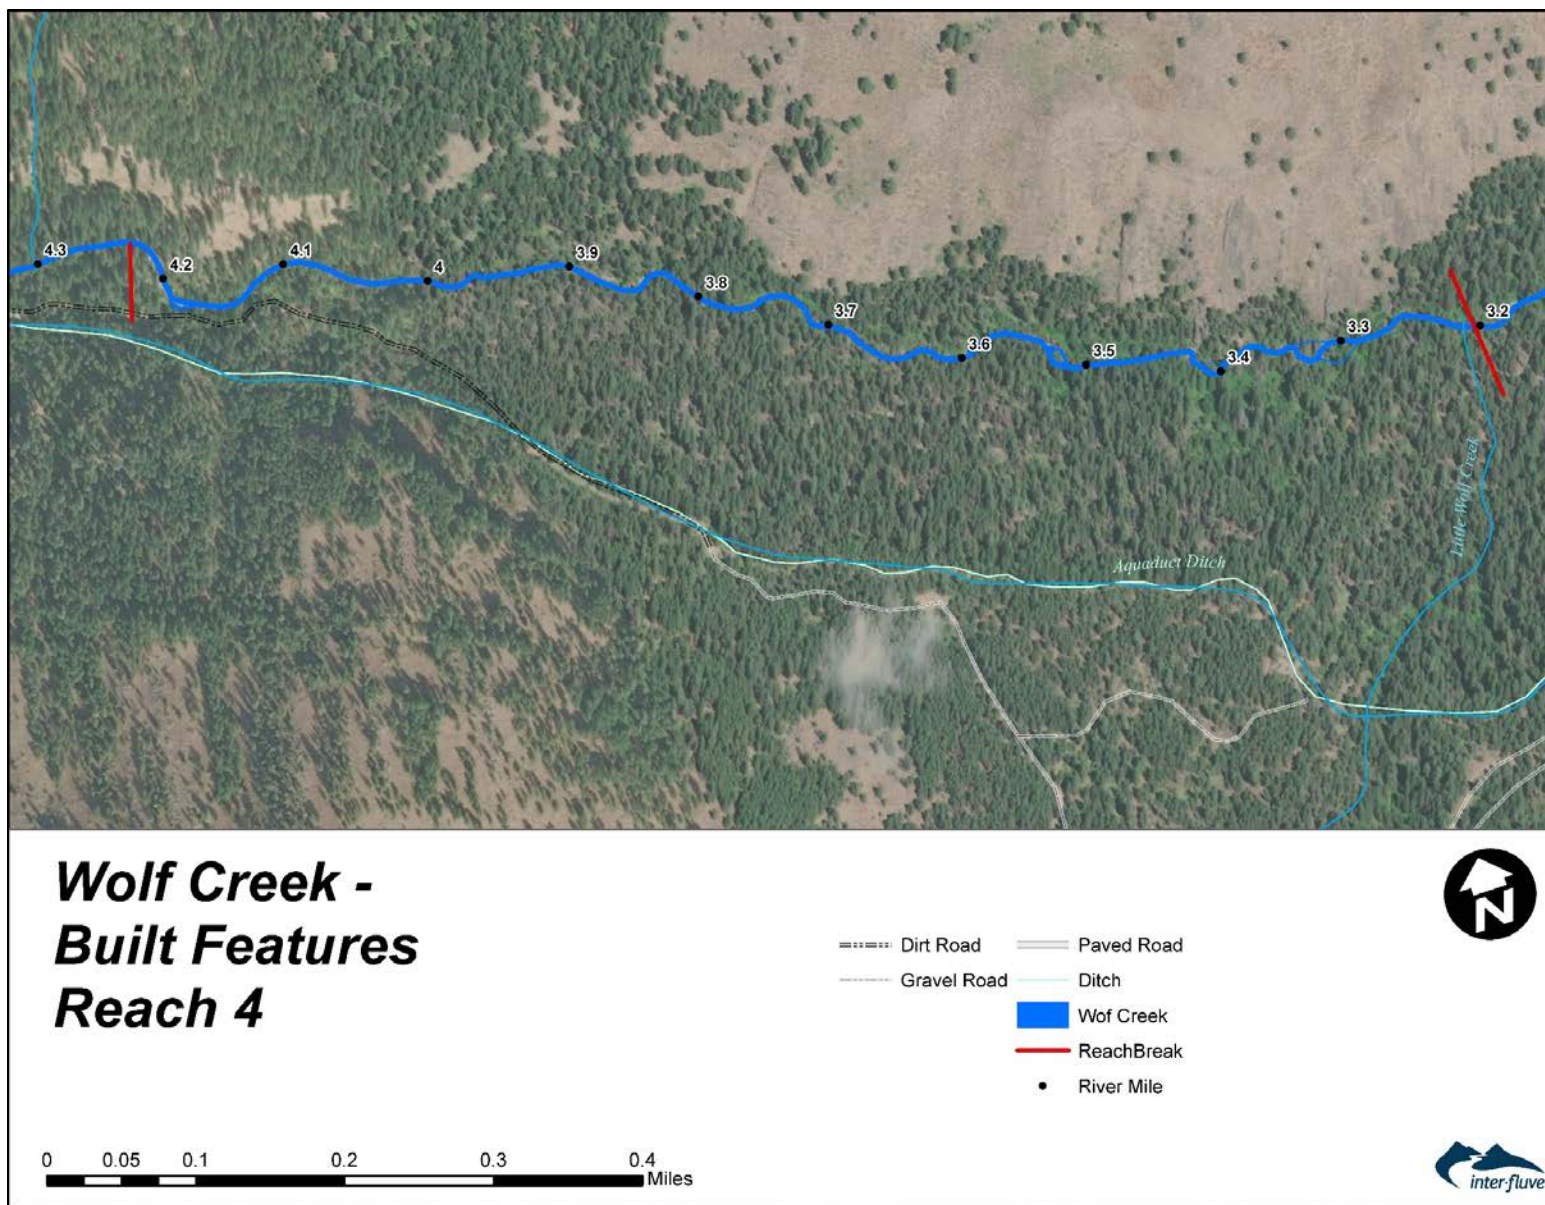 4.3
4.2
4.1
4
3.9
3.8
3.7
3.6
3.5
3.4
3.3
3.2
Little Wolf Creek
Aquaduct Ditch
Wolf Creek -
Built Features
Reach 4
N
Dirt Road
Paved Road
Gravel Road
Ditch
Wof Creek
ReachBreak
River Mile
0 0.05 0.1 0.2 0.3 0.4
Miles
inter-fluve